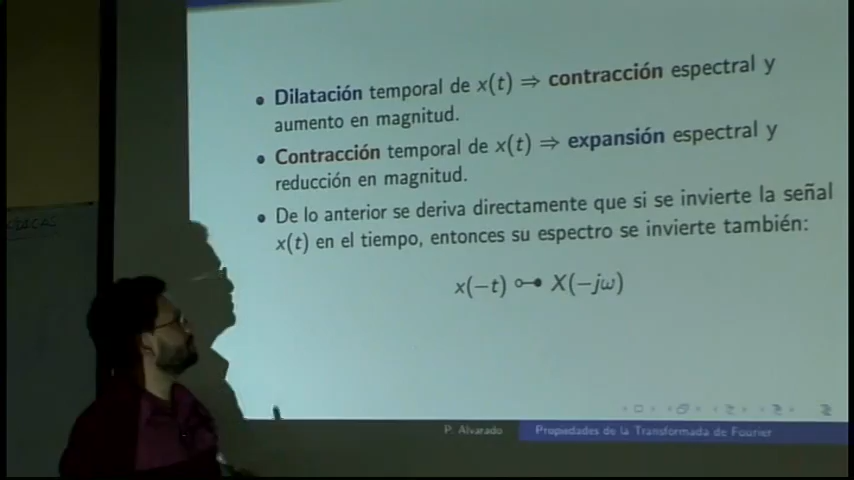 • Dilatación temporal de x(t) ⇒ contracción espectral y
aumento en magnitud.
• Contracción temporal de x(t) ⇒ expansión espectral y
reducción en magnitud.
• De lo anterior se deriva directamente que si se invierte la señal
x(t) en el tiempo, entonces su espectro se invierte también:
x(−t) ○—● X(−jω)
P. Alvarado Propiedades de la Transformada de Fourier